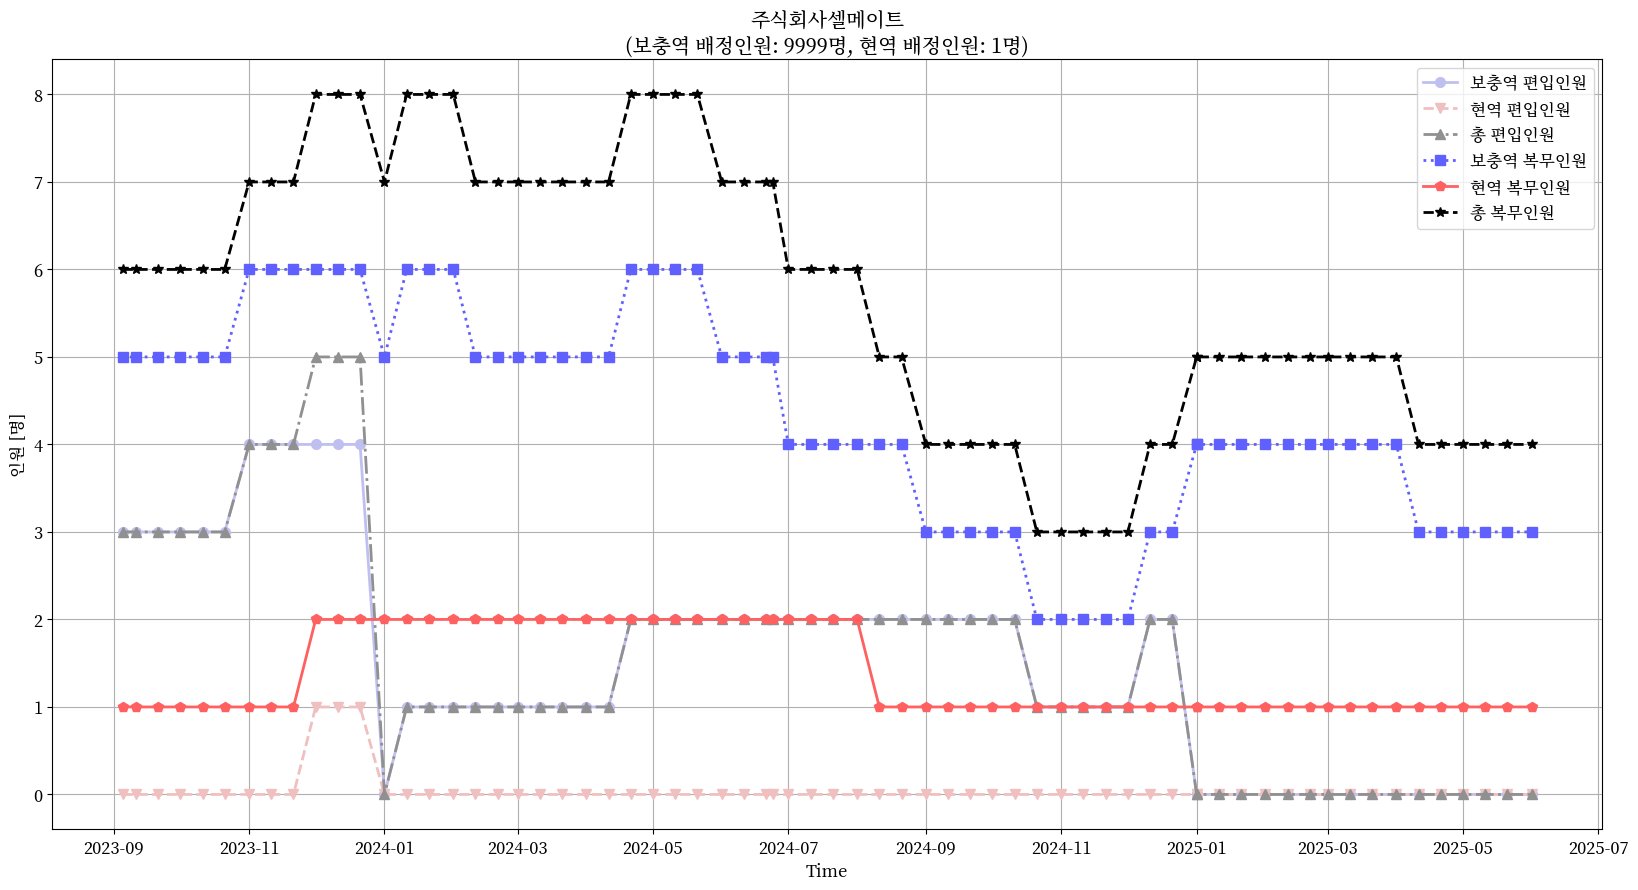 주식회사셀메이트
(보충역 배정인원: 9999명, 현역 배정인원: 1명)
보충역 편입인원
현역 편입인원
총 편입인원
보충역 복무인원
현역 복무인원
총 복무인원
인원 [명]
8
7
6
5
4
3
2
1
0
2023-09
2023-11
2024-01
2024-03
2024-05
2024-07
2024-09
2024-11
2025-01
2025-03
2025-05
2025-07
Time